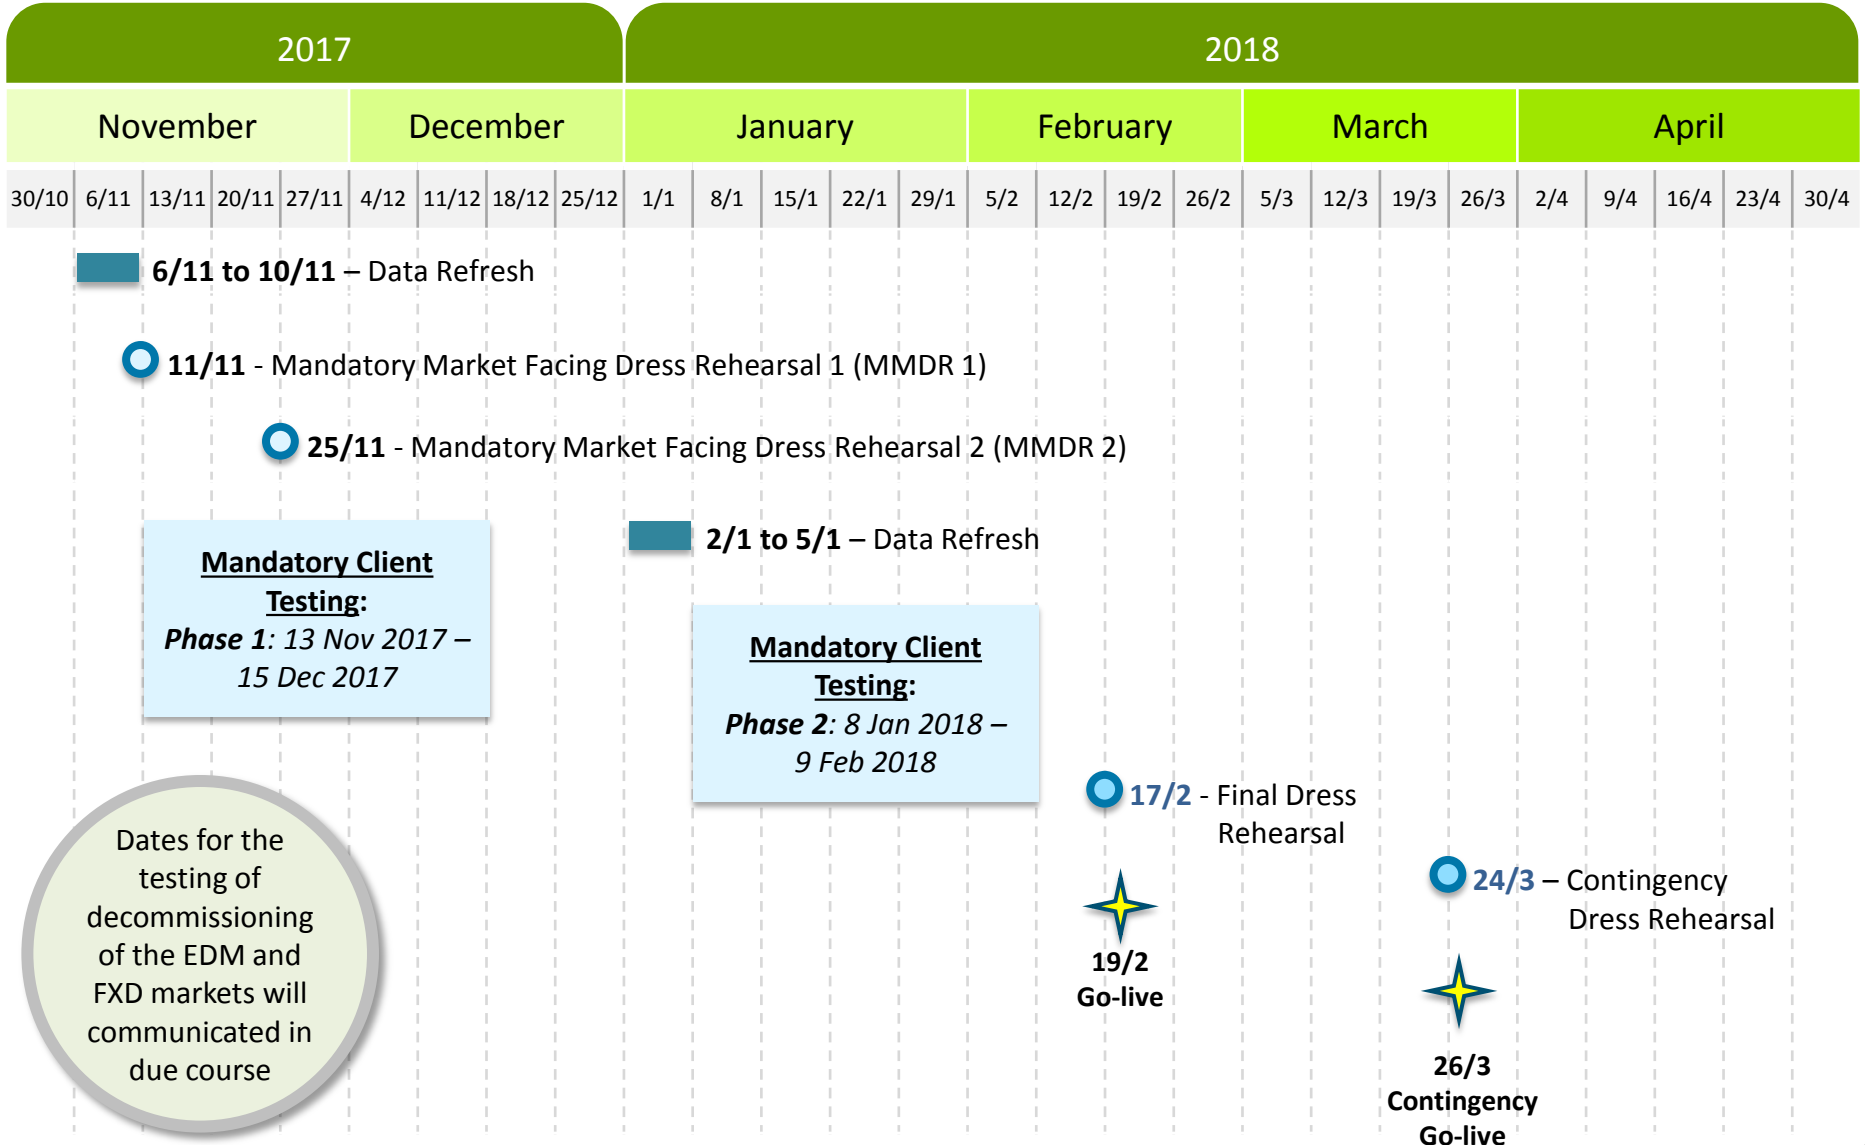 2017
2018
November
December
January
February
March
April
30/10
6/11
13/11
20/11
27/11
4/12
11/12
18/12
25/12
1/1
8/1
15/1
22/1
29/1
5/2
12/2
19/2
26/2
5/3
12/3
19/3
26/3
2/4
9/4
16/4
23/4
30/4
6/11 to 10/11 – Data Refresh
11/11 - Mandatory Market Facing Dress Rehearsal 1 (MMDR 1)
25/11 - Mandatory Market Facing Dress Rehearsal 2 (MMDR 2)
2/1 to 5/1 – Data Refresh
Mandatory Client
Testing:
Phase 1: 13 Nov 2017 –
15 Dec 2017
Mandatory Client
Testing:
Phase 2: 8 Jan 2018 –
9 Feb 2018
17/2 - Final Dress
Rehearsal
24/3 – Contingency
Dress Rehearsal
19/2
Go-live
26/3
Contingency
Go-live
Dates for the
testing of
decommissioning
of the EDM and
FXD markets will
communicated in
due course